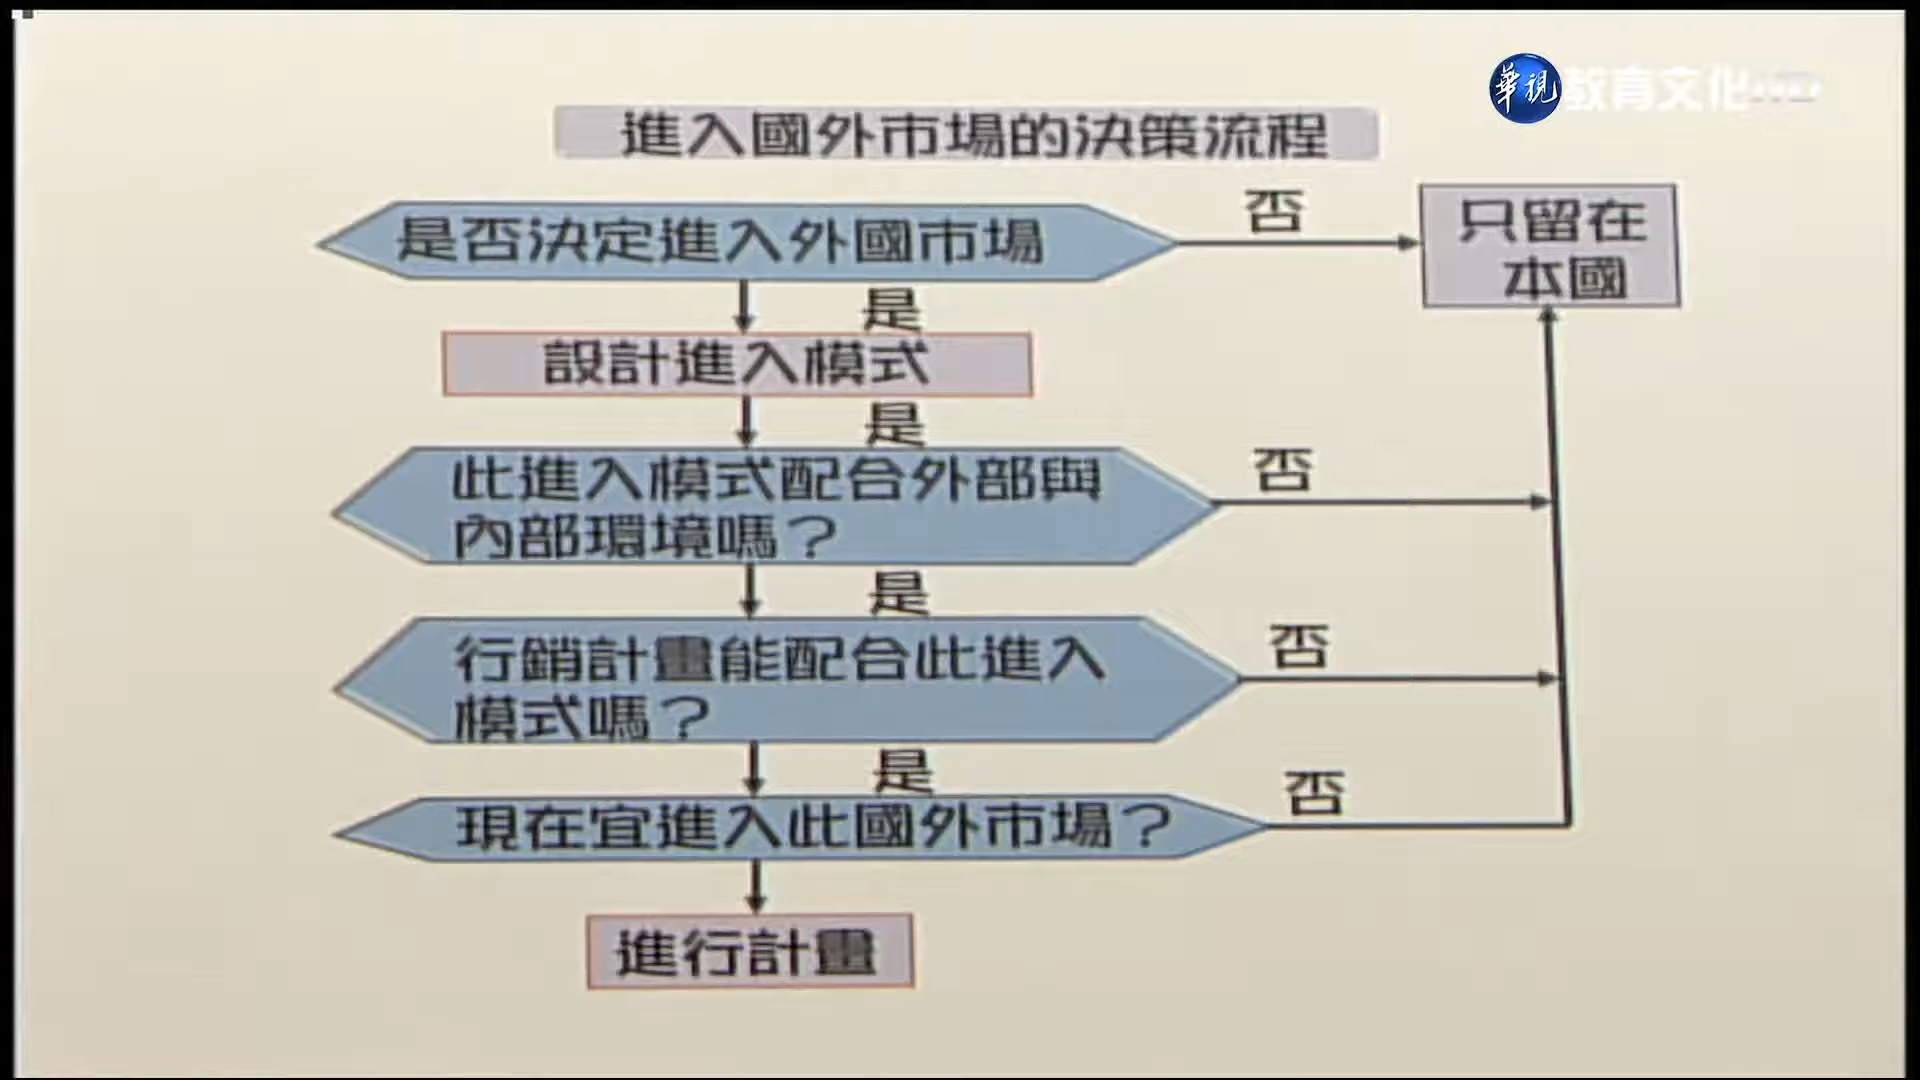 華視 教育文化 HD
進入國外市場的決策流程
是否決定進入外國市場
否
只留在
本國
是
設計進入模式
是
此進入模式配合外部與
內部環境嗎？
否
是
行銷計畫能配合此進入
模式嗎？
否
是
現在宜進入此國外市場？
否
進行計畫